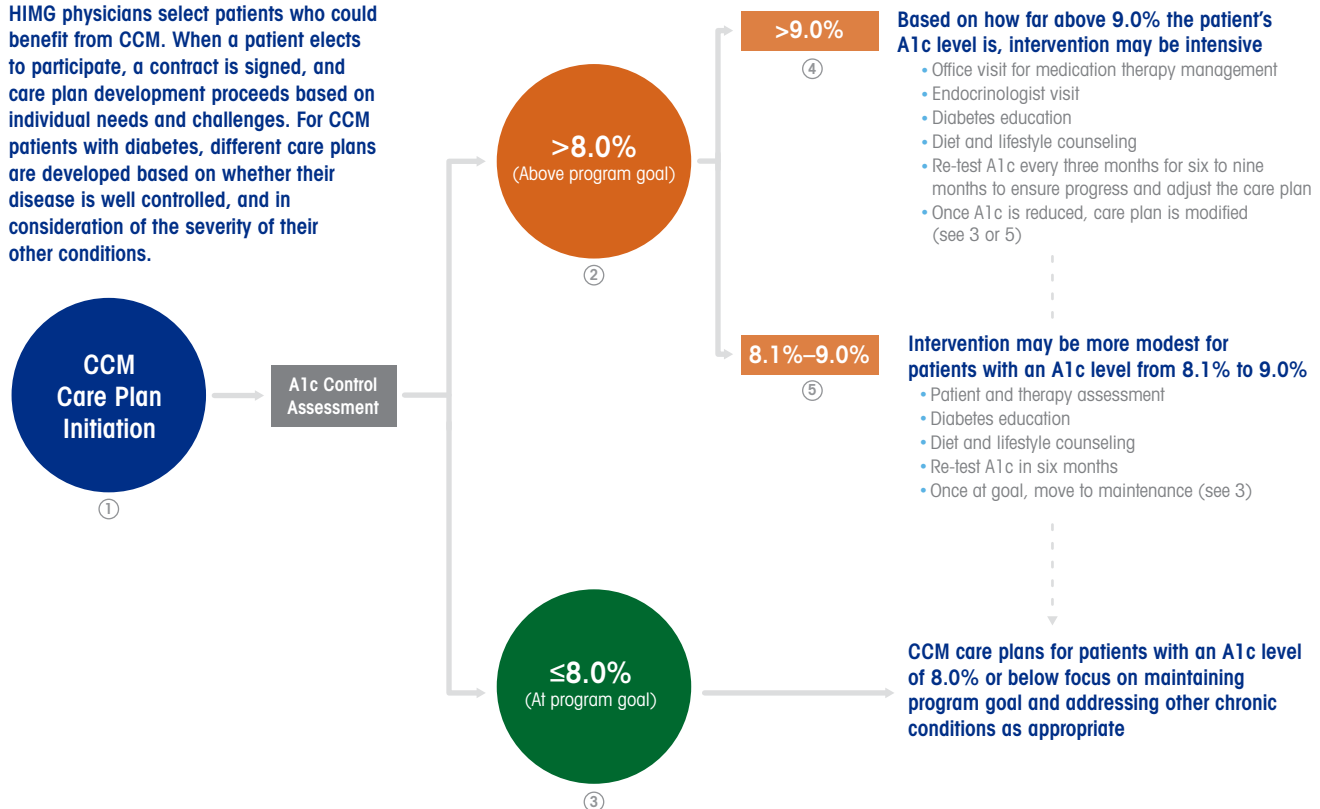 HIMG physicians select patients who could
benefit from CCM. When a patient elects
to participate, a contract is signed, and
care plan development proceeds based on
individual needs and challenges. For CCM
patients with diabetes, different care plans
are developed based on whether their
disease is well controlled, and in
consideration of the severity of their
other conditions.
CCM
Care Plan
Initiation
1
A1c Control
Assessment
>8.0%
(Above program goal)
2
>9.0%
4
Based on how far above 9.0% the patient’s
A1c level is, intervention may be intensive
• Office visit for medication therapy management
• Endocrinologist visit
• Diabetes education
• Diet and lifestyle counseling
• Re-test A1c every three months for six to nine
months to ensure progress and adjust the care plan
• Once A1c is reduced, care plan is modified
(see 3 or 5)
8.1%–9.0%
5
Intervention may be more modest for
patients with an A1c level from 8.1% to 9.0%
• Patient and therapy assessment
• Diabetes education
• Diet and lifestyle counseling
• Re-test A1c in six months
• Once at goal, move to maintenance (see 3)
≤8.0%
(At program goal)
3
CCM care plans for patients with an A1c level
of 8.0% or below focus on maintaining
program goal and addressing other chronic
conditions as appropriate